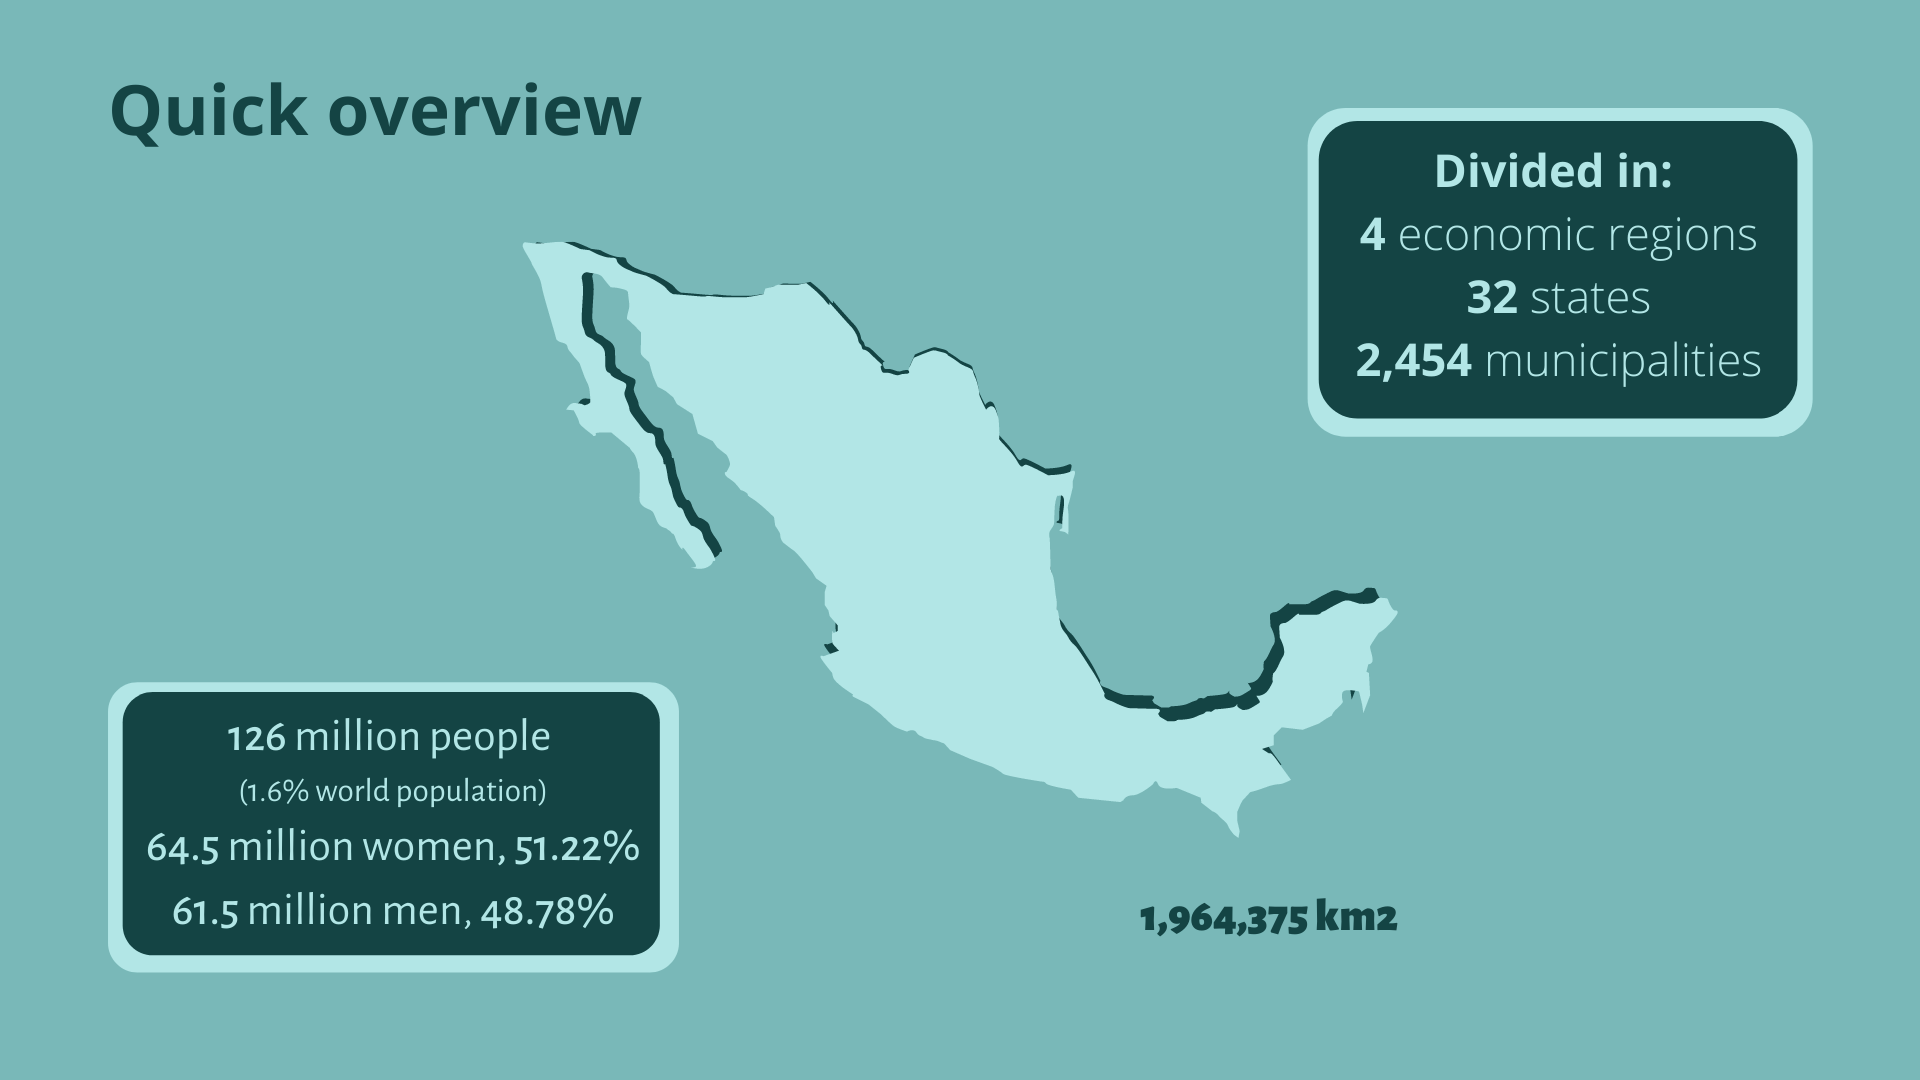 Quick overview
Divided in:
4 economic regions
32 states
2,454 municipalities
126 million people
(1.6% world population)
64.5 million women, 51.22%
61.5 million men, 48.78%
1,964,375 km2